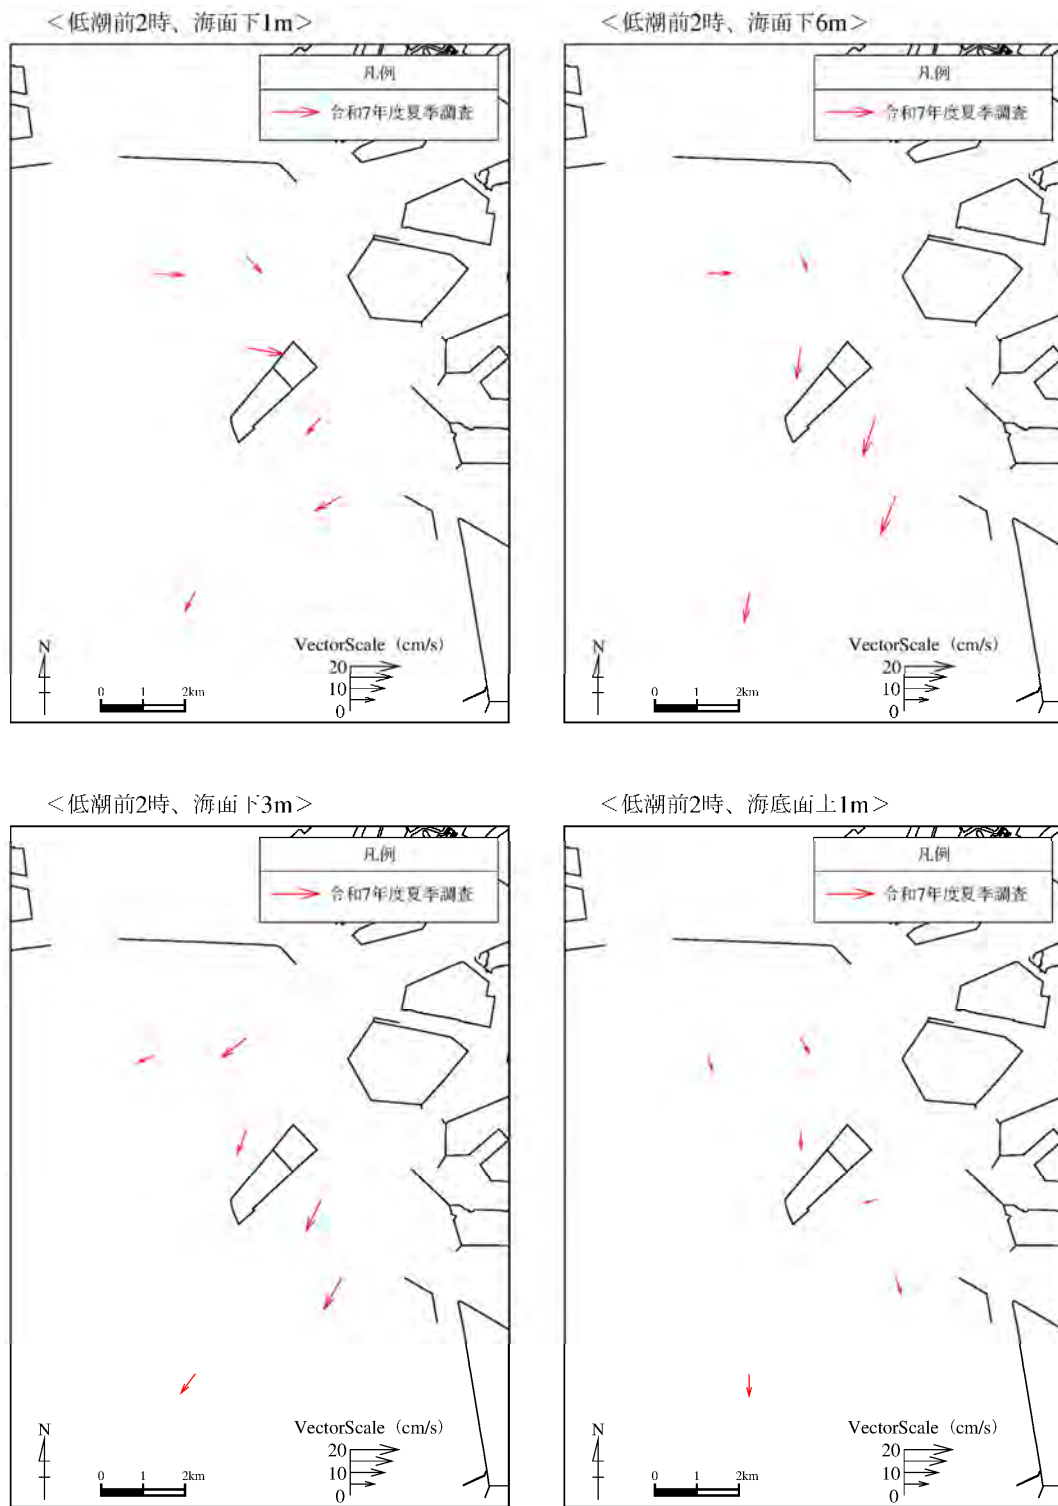 ＜低潮前2時、海面下1m＞
凡例
令和7年度夏季調査
N
0 1 2km
VectorScale（cm/s）
20
10
0
＜低潮前2時、海面下6m＞
凡例
令和7年度夏季調査
N
0 1 2km
VectorScale（cm/s）
20
10
0
＜低潮前2時、海面下3m＞
凡例
令和7年度夏季調査
N
0 1 2km
VectorScale（cm/s）
20
10
0
＜低潮前2時、海底面上1m＞
凡例
令和7年度夏季調査
N
0 1 2km
VectorScale（cm/s）
20
10
0